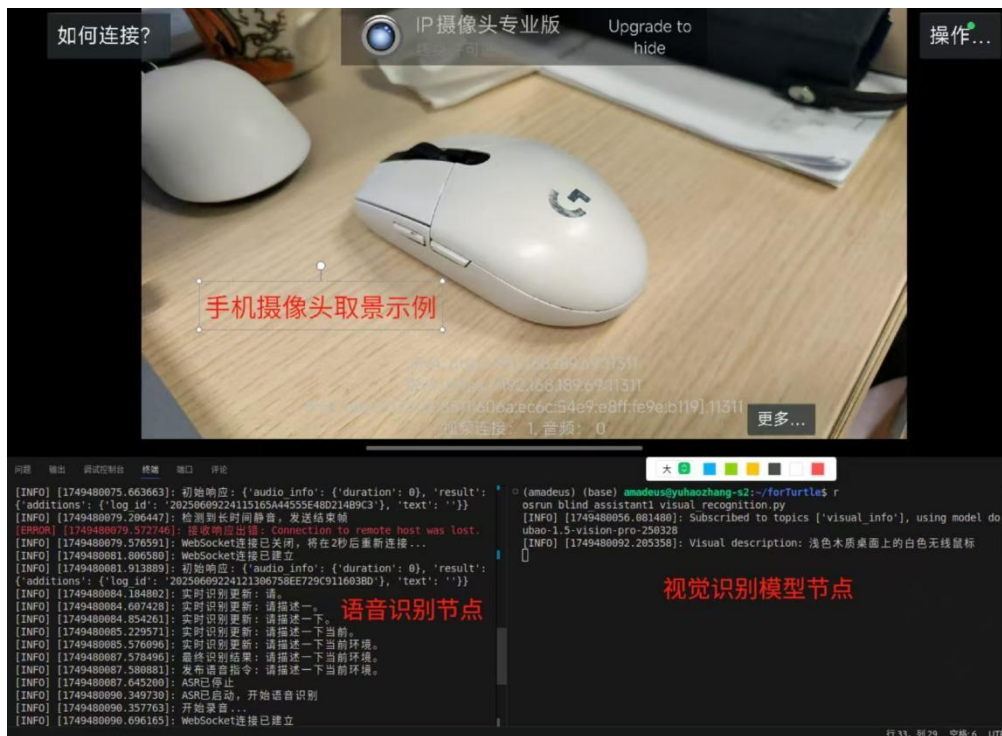 如何连接?
IP摄像头专业版
Upgrade to
hide
操作...
手机摄像头取景示例
视频连接: 1, 音频: 0
更多...
问题 输出 调试控制台 终端 端口 评论
大
[INFO] [1749480075.663663]: 初始响应: {'audio_info': {'duration': 0}, 'result':
{'additions': {'log_id': '20250609224115165A44555E48D214B9C3'}, 'text': ''}}
[INFO] [1749480079.206447]: 检测到长时间静音, 发送结束帧
[ERROR] [1749480079.572746]: 接收响应出错: Connection to remote host was lost.
[INFO] [1749480079.576591]: WebSocket连接已关闭, 将在2秒后重新连接...
[INFO] [1749480081.806580]: WebSocket连接已建立
[INFO] [1749480081.913889]: 初始响应: {'audio_info': {'duration': 0}, 'result':
{'additions': {'log_id': '20250609224121306758EE729C911603BD'}, 'text': ''}}
[INFO] [1749480084.184802]: 实时识别更新: 请。
[INFO] [1749480084.607428]: 实时识别更新: 请描述一。
[INFO] [1749480084.854261]: 实时识别更新: 请描述一下。
[INFO] [1749480085.229571]: 实时识别更新: 请描述一下当前。
[INFO] [1749480085.576096]: 实时识别更新: 请描述一下当前环境。
[INFO] [1749480087.578496]: 最终识别结果: 请描述一下当前环境。
[INFO] [1749480087.580881]: 发布语音指令: 请描述一下当前环境。
[INFO] [1749480087.645200]: ASR已停止
[INFO] [1749480090.349730]: ASR已启动, 开始语音识别
[INFO] [1749480090.357763]: 开始录音...
[INFO] [1749480090.696165]: WebSocket连接已建立
语音识别节点
(amadeus) (base) amadeus@yuhaozhang-s2:~/forTurtle$ r
osrun blind_assistant1 visual_recognition.py
[INFO] [1749480056.081480]: Subscribed to topics ['visual_info'], using model do
ubao-1.5-vision-pro-250328
[INFO] [1749480092.205358]: Visual description: 浅色木质桌面上的白色无线鼠标
视觉识别模型节点
行 33, 列 29 空格: 6